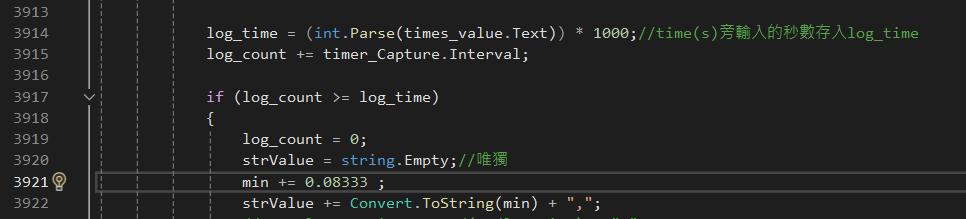 3913
3914 log_time = (int.Parse(times_value.Text)) * 1000;//time(s)旁輸入的秒數存入log_time
3915 log_count += timer_Capture.Interval;
3916
3917 if (log_count >= log_time)
3918 {
3919 log_count = 0;
3920 strValue = string.Empty;//唯獨
3921 min += 0.08333 ;
3922 strValue += Convert.ToString(min) + ",";